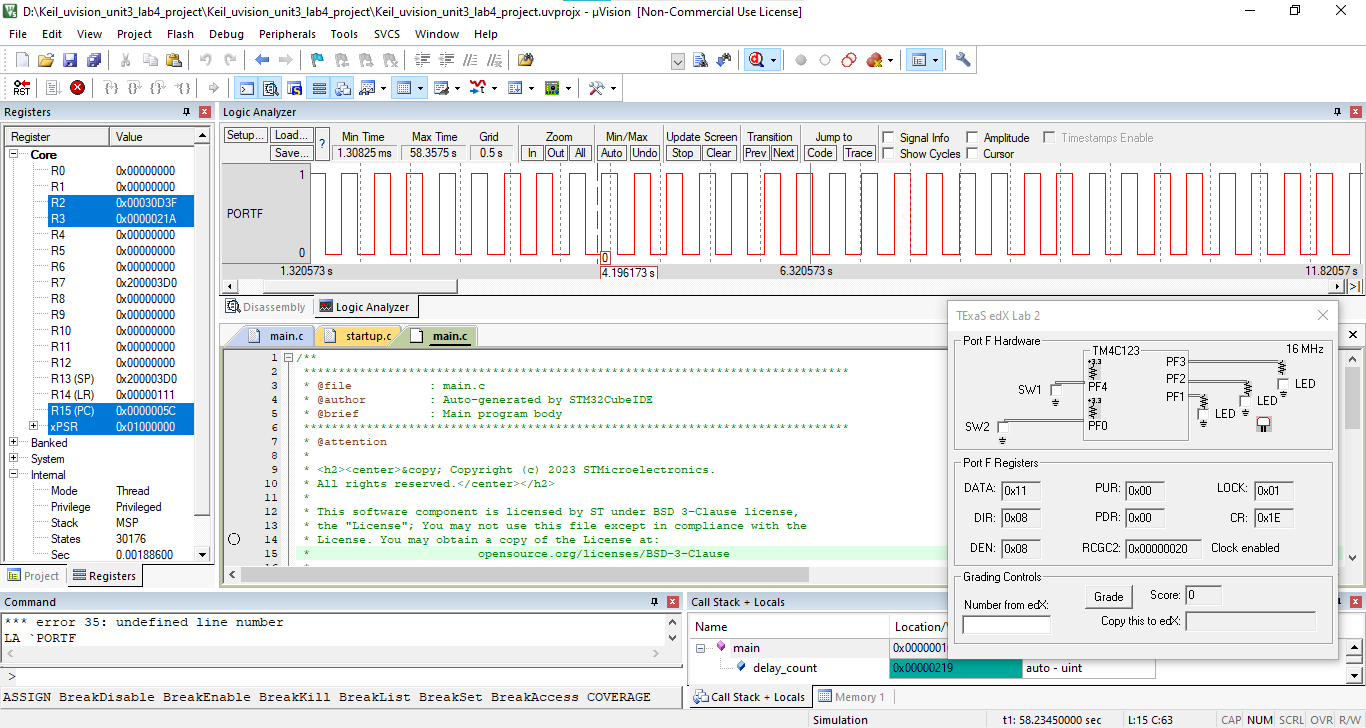 D:\Keil_uvision_unit3_lab4_project\Keil_uvision_unit3_lab4_project\Keil_uvision_unit3_lab4_project.uvprojx - µVision [Non-Commercial Use License]
File Edit View Project Flash Debug Peripherals Tools SVCS Window Help
RST
Registers
Register Value
Core
R0 0x00000000
R1 0x00000000
R2 0x00030D3F
R3 0x0000021A
R4 0x00000000
R5 0x00000000
R6 0x00000000
R7 0x200003D0
R8 0x00000000
R9 0x00000000
R10 0x00000000
R11 0x00000000
R12 0x00000000
R13 (SP) 0x200003D0
R14 (LR) 0x00000111
R15 (PC) 0x0000005C
xPSR 0x01000000
Banked
System
Internal
Mode Thread
Privilege Privileged
Stack MSP
States 30176
Sec 0.00188600
Project Registers
Logic Analyzer
Setup... Load... Save... ?
Min Time Max Time Grid
1.30825 ms 58.3575 s 0.5 s
Zoom
In Out All
Min/Max
Auto Undo
Update Screen
Stop Clear
Transition
Prev Next
Jump to
Code Trace
Signal Info Amplitude Timestamps Enable
Show Cycles Cursor
1
PORTF
0
0
1.320573 s 4.196173 s 6.320573 s 11.82057 s
Disassembly Logic Analyzer
main.c startup.c main.c
1 /**
2 ******************************************************************************
3 * @file : main.c
4 * @author : Auto-generated by STM32CubeIDE
5 * @brief : Main program body
6 ******************************************************************************
7 * @attention
8 *
9 * <h2><center>&copy; Copyright (c) 2023 STMicroelectronics.
10 * All rights reserved.</center></h2>
11 *
12 * This software component is licensed by ST under BSD 3-Clause license,
13 * the "License"; You may not use this file except in compliance with the
14 * License. You may obtain a copy of the License at:
15 * opensource.org/licenses/BSD-3-Clause
TExaS edX Lab 2
Port F Hardware
16 MHz
TM4C123
+3.3
PF3
PF2
PF1
SW1
PF4
+3.3
LED
LED
LED
SW2
PF0
Port F Registers
DATA: 0x11 PUR: 0x00 LOCK: 0x01
DIR: 0x08 PDR: 0x00 CR: 0x1E
DEN: 0x08 RCGC2: 0x00000020 Clock enabled
Grading Controls
Number from edX: Grade Score: 0
Copy this to edX:
Command
*** error 35: undefined line number
LA `PORTF
>
ASSIGN BreakDisable BreakEnable BreakKill BreakList BreakSet BreakAccess COVERAGE
Call Stack + Locals
Name
main
delay_count 0x00000219 auto - uint
Call Stack + Locals Memory 1
Simulation t1: 58.23450000 sec L:15 C:63 CAP NUM SCRL OVR R/W